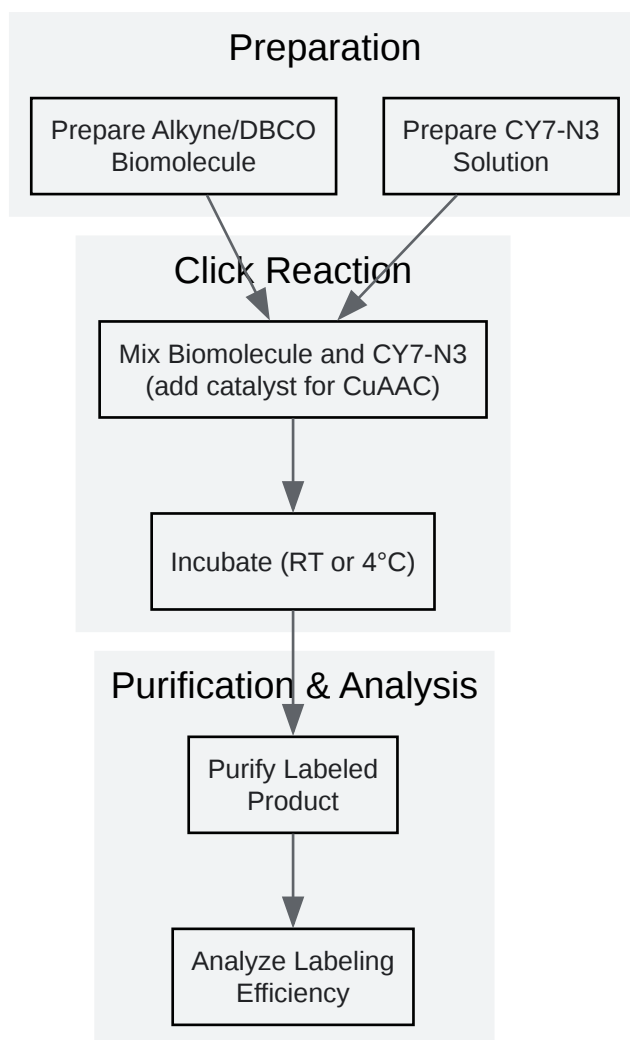 Preparation
Prepare Alkyne/DBCO
Biomolecule
Prepare CY7-N3
Solution
Click Reaction
Mix Biomolecule and CY7-N3
(add catalyst for CuAAC)
Incubate (RT or 4°C)
Purification & Analysis
Purify Labeled
Product
Analyze Labeling
Efficiency